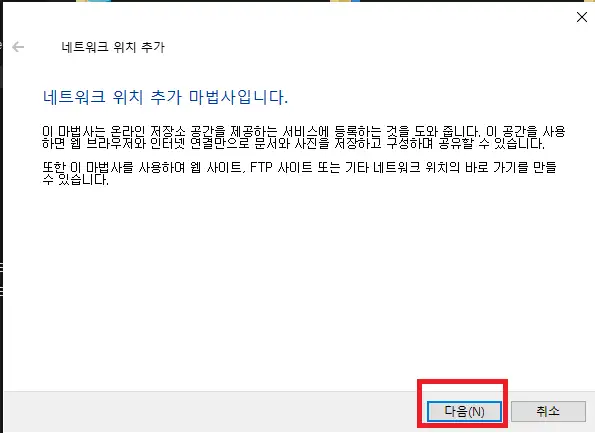 네트워크 위치 추가
네트워크 위치 추가 마법사입니다.
이 마법사는 온라인 저장소 공간을 제공하는 서비스에 등록하는 것을 도와 줍니다. 이 공간을 사용
하면 웹 브라우저와 인터넷 연결만으로 문서와 사진을 저장하고 구성하며 공유할 수 있습니다.
또한 이 마법사를 사용하여 웹 사이트, FTP 사이트 또는 기타 네트워크 위치의 바로 가기를 만들
수 있습니다.
다음(N)
취소